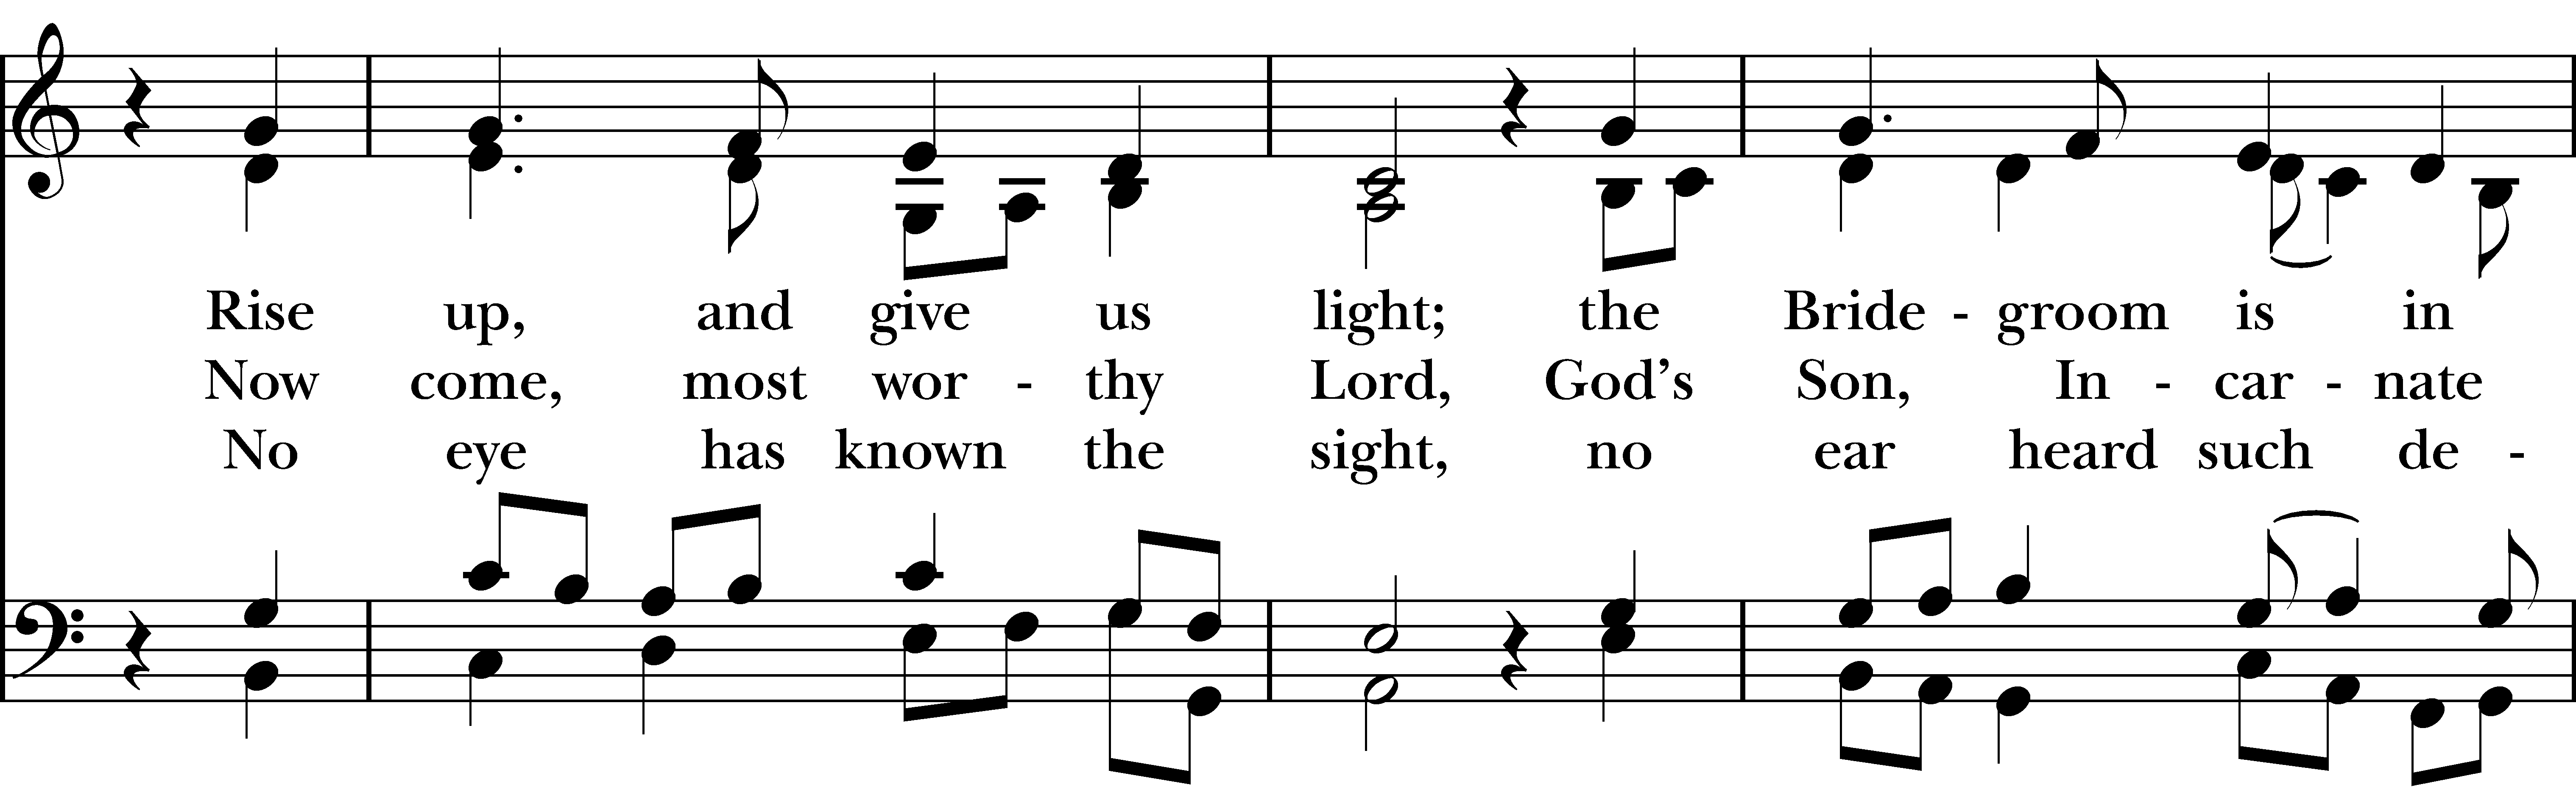 Rise up, and give us light; the Bride - groom is in
Now come, most wor - thy Lord, God's Son, In - car - nate
No eye has known the sight, no ear heard such de -